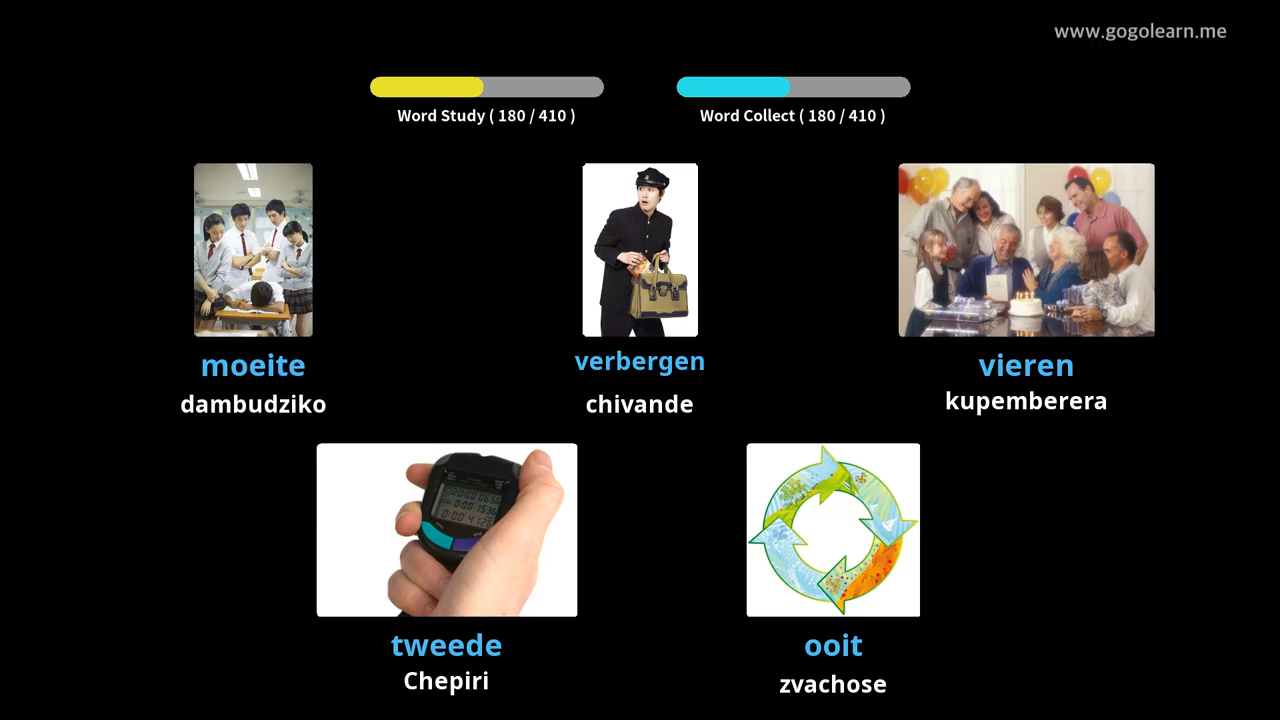 www.gogolearn.me
Word Study ( 180 / 410 )
Word Collect ( 180 / 410 )
moeite
dambudziko
verbergen
chivande
vieren
kupemberera
tweede
Chepiri
ooit
zvachose